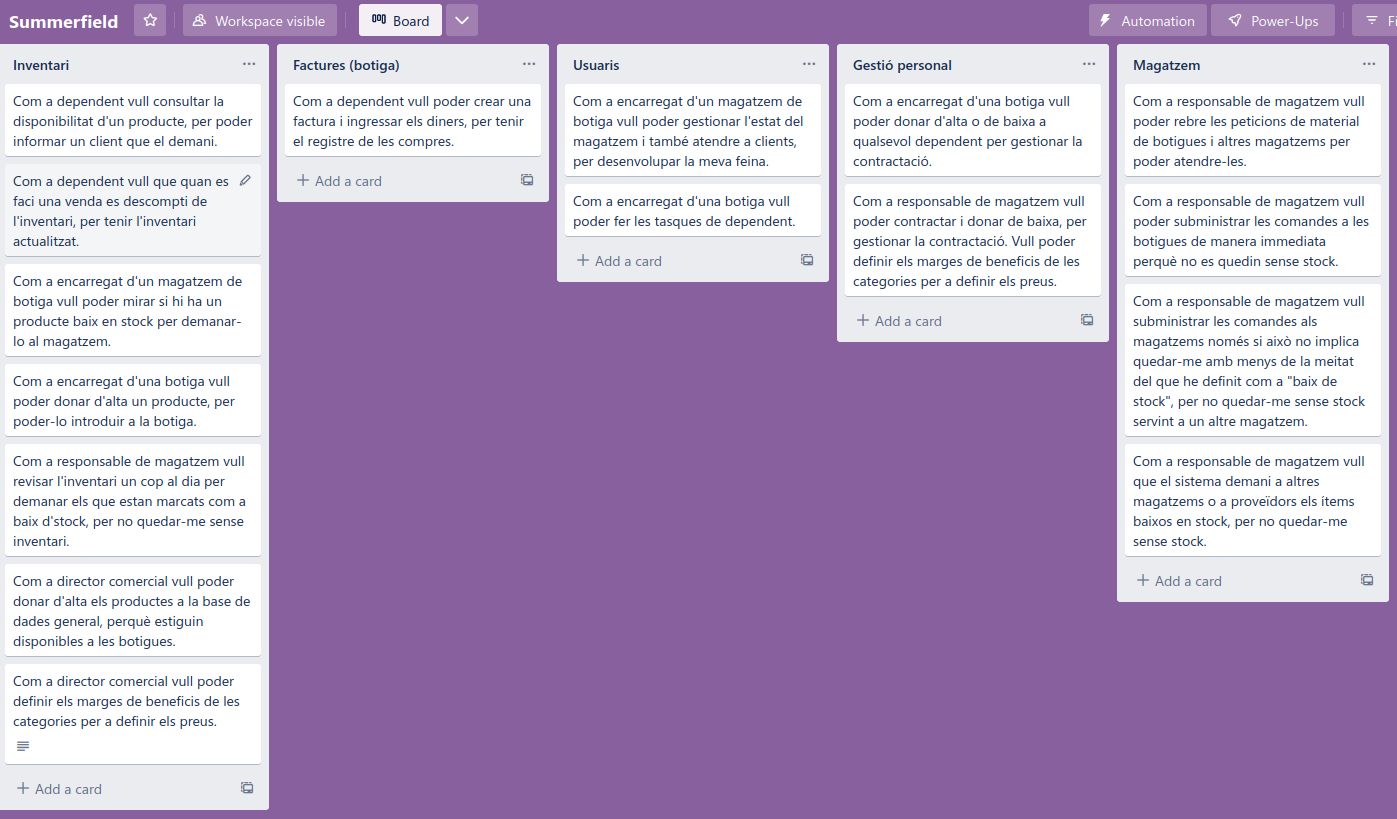 Summerfield
Workspace visible
Board
Automation
Power-Ups
Inventari
Com a dependent vull consultar la
disponibilitat d'un producte, per poder
informar un client que el demani.
Com a dependent vull que quan es
faci una venda es descompti de
l'inventari, per tenir l'inventari
actualitzat.
Com a encarregat d'un magatzem de
botiga vull poder mirar si hi ha un
producte baix en stock per demanar-
lo al magatzem.
Com a encarregat d'una botiga vull
poder donar d'alta un producte, per
poder-lo introduir a la botiga.
Com a responsable de magatzem vull
revisar l'inventari un cop al dia per
demanar els que estan marcats com a
baix d'stock, per no quedar-me sense
inventari.
Com a director comercial vull poder
donar d'alta els productes a la base de
dades general, perquè estiguin
disponibles a les botigues.
Com a director comercial vull poder
definir els marges de beneficis de les
categories per a definir els preus.
Add a card
Factures (botiga)
Com a dependent vull poder crear una
factura i ingressar els diners, per tenir
el registre de les compres.
Add a card
Usuaris
Com a encarregat d'un magatzem de
botiga vull poder gestionar l'estat del
magatzem i també atendre a clients,
per desenvolupar la meva feina.
Com a encarregat d'una botiga vull
poder fer les tasques de dependent.
Add a card
Gestió personal
Com a encarregat d'una botiga vull
poder donar d'alta o de baixa a
qualsevol dependent per gestionar la
contractació.
Com a responsable de magatzem vull
poder contractar i donar de baixa, per
gestionar la contractació. Vull poder
definir els marges de beneficis de les
categories per a definir els preus.
Add a card
Magatzem
Com a responsable de magatzem vull
poder rebre les peticions de material
de botigues i altres magatzems per
poder atendre-les.
Com a responsable de magatzem vull
poder subministrar les comandes a les
botigues de manera immediata
perquè no es quedin sense stock.
Com a responsable de magatzem vull
subministrar les comandes als
magatzems només si això no implica
quedar-me amb menys de la meitat
del que he definit com a "baix de
stock", per no quedar-me sense stock
servint a un altre magatzem.
Com a responsable de magatzem vull
que el sistema demani a altres
magatzems o a proveïdors els ítems
baixos en stock, per no quedar-me
sense stock.
Add a card